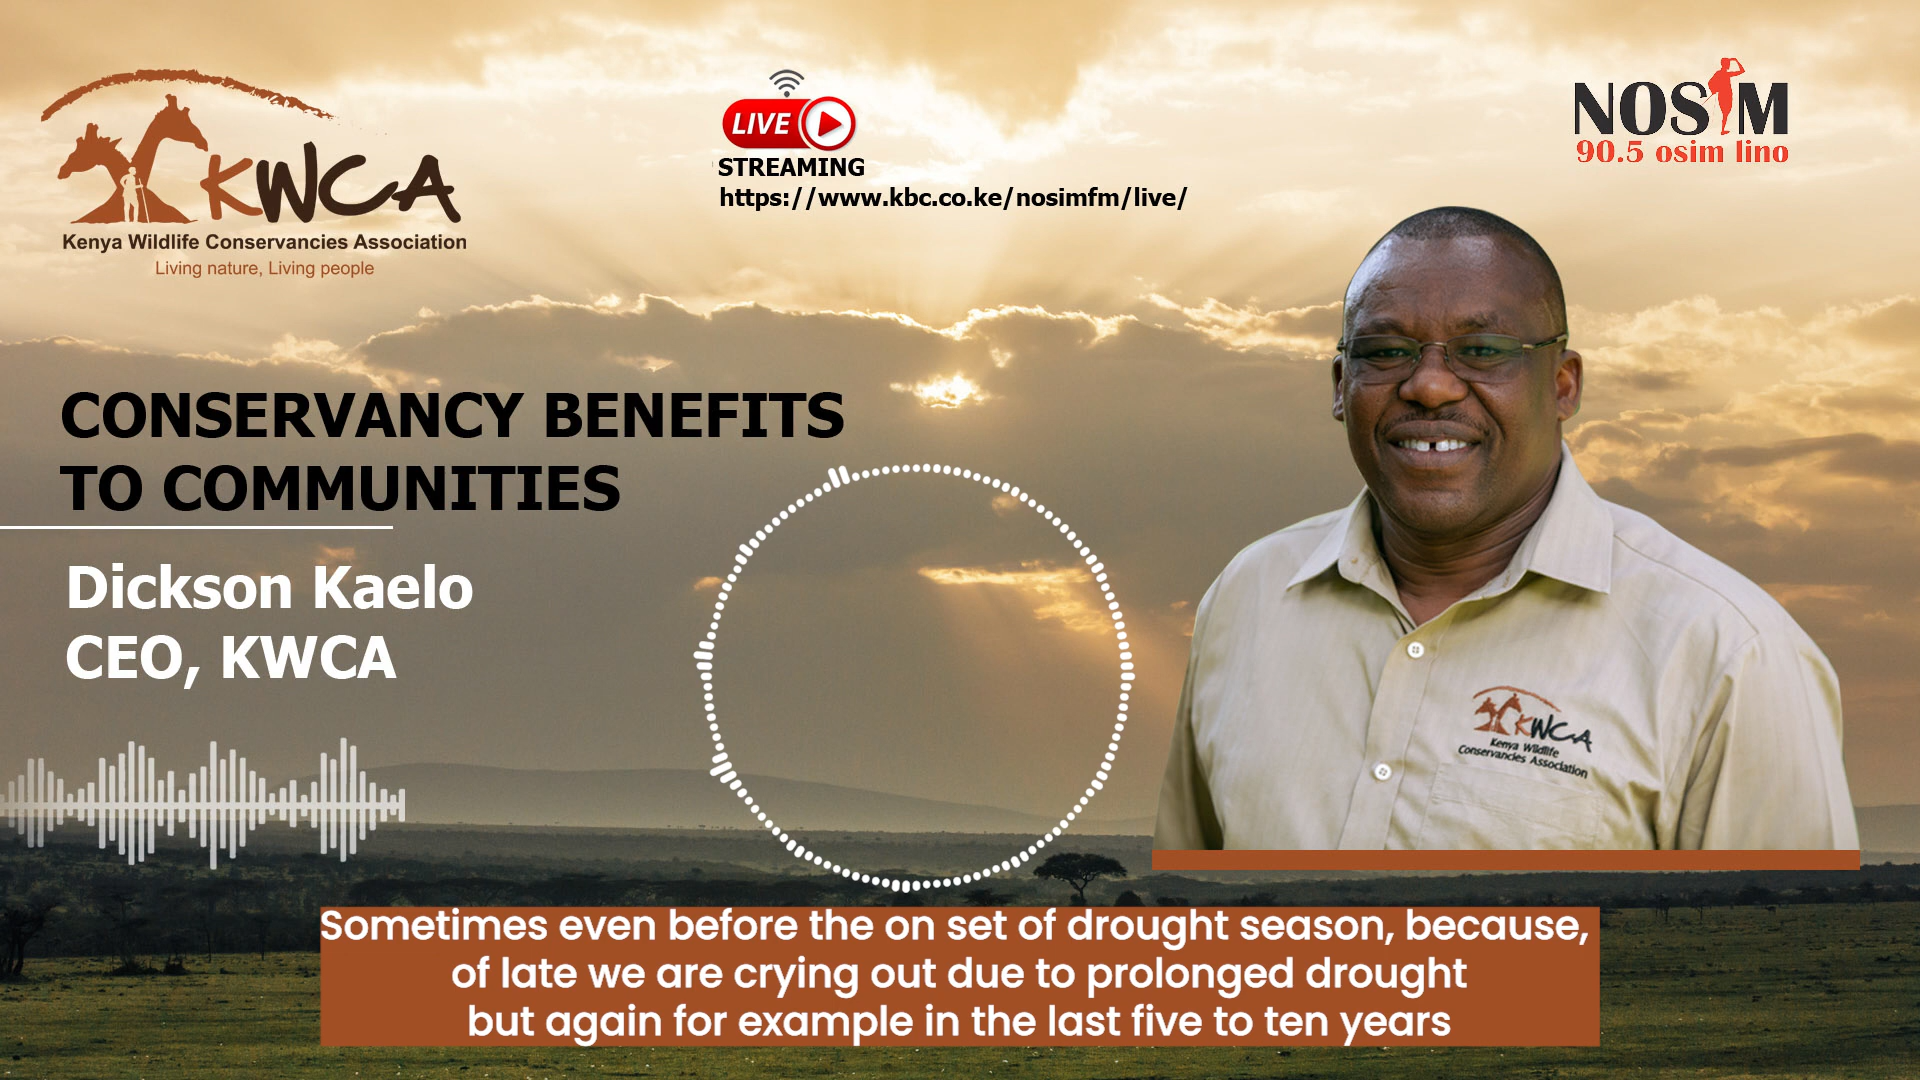 KWCA
Kenya Wildlife Conservancies Association
Living nature, Living people
LIVE
STREAMING
https://www.kbc.co.ke/nosimfm/live/
NOSIM
90.5 osim lino
CONSERVANCY BENEFITS
TO COMMUNITIES
Dickson Kaelo
CEO, KWCA
KWCA
Kenya Wildlife
Conservancies Association
Sometimes even before the on set of drought season, because,
of late we are crying out due to prolonged drought
but again for example in the last five to ten years